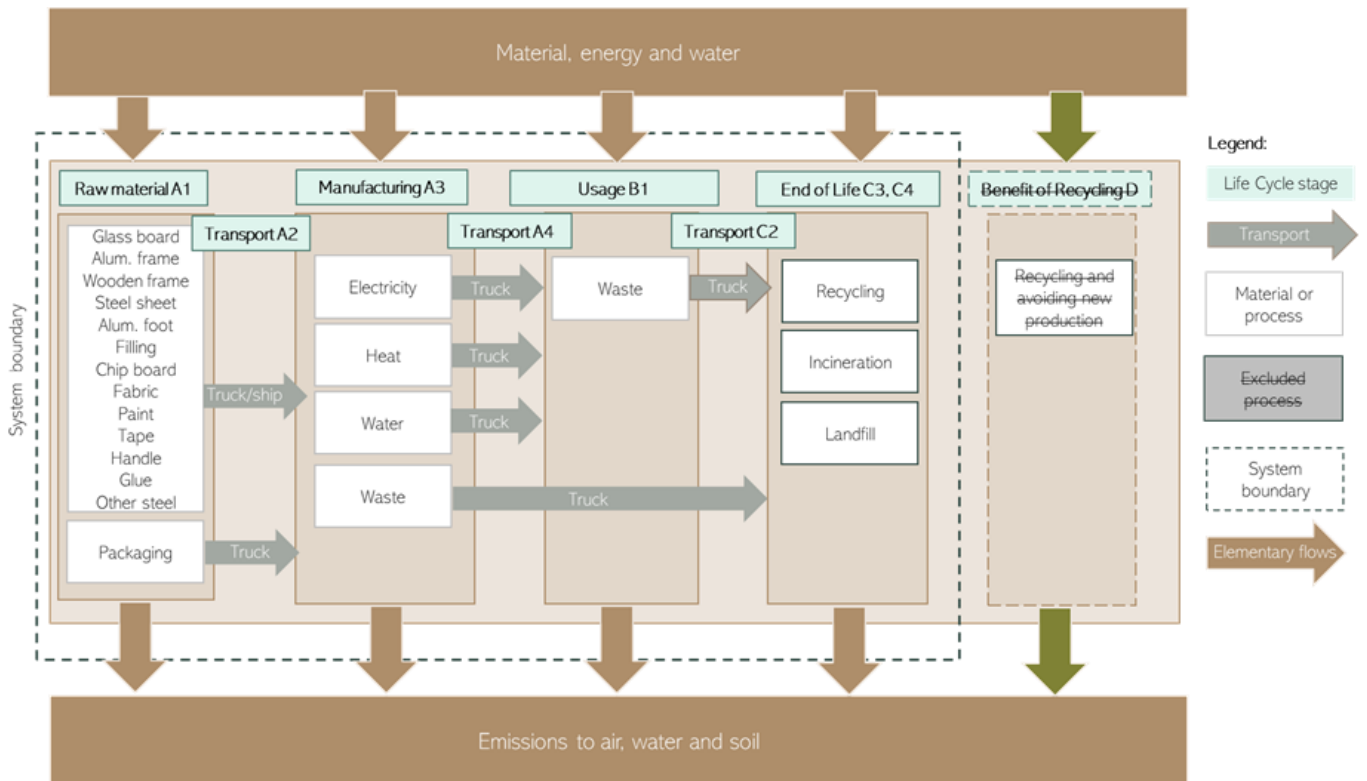 Material, energy and water
System boundary
Raw material A1
Manufacturing A3
Usage B1
End of Life C3, C4
Benefit of Recycling D
Transport A2
Transport A4
Transport C2
Glass board
Alum. frame
Wooden frame
Steel sheet
Alum. foot
Filling
Chip board
Fabric
Paint
Tape
Handle
Glue
Other steel
Packaging
Truck/ship
Truck
Electricity
Heat
Water
Waste
Truck
Truck
Truck
Truck
Waste
Truck
Recycling
Incineration
Landfill
Recycling and
avoiding new
production
Emissions to air, water and soil
Legend:
Life Cycle stage
Transport
Material or
process
Excluded
process
System
boundary
Elementary flows